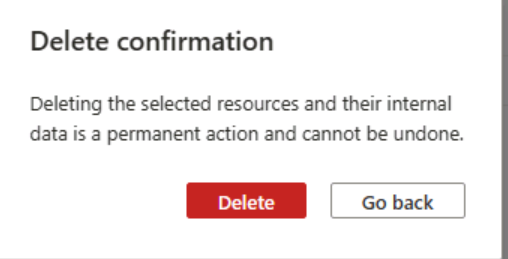 Delete confirmation
Deleting the selected resources and their internal
data is a permanent action and cannot be undone.
Delete
Go back